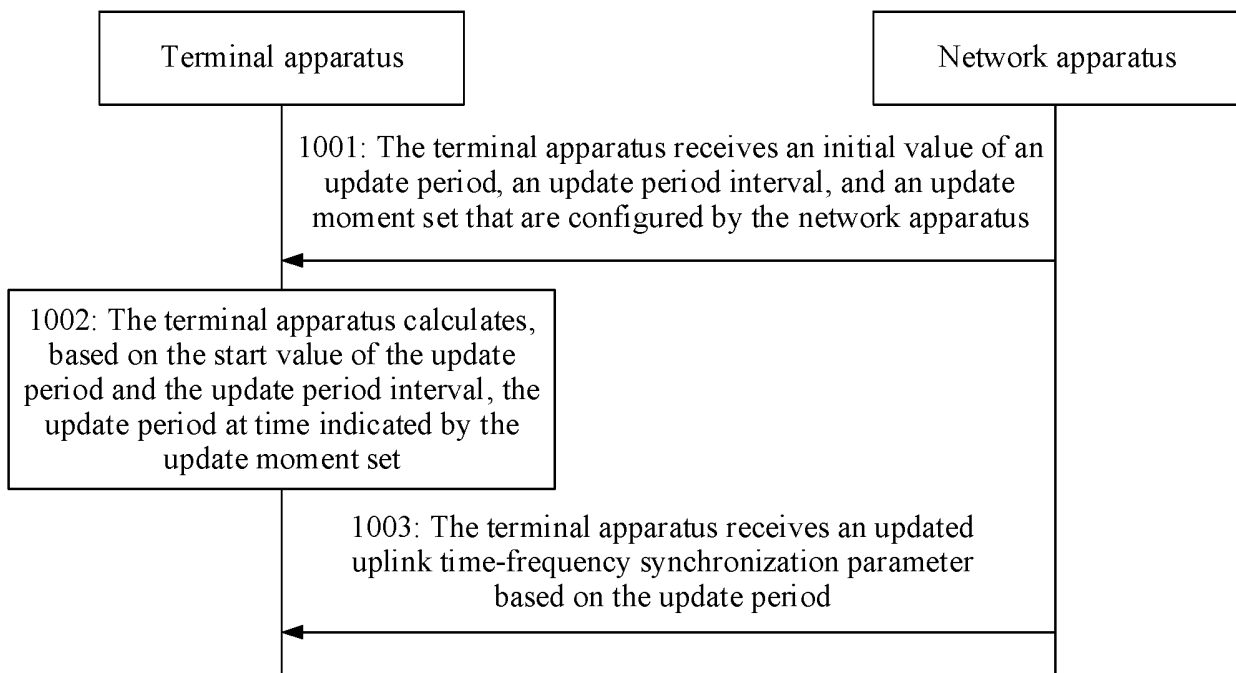 Terminal apparatus
Network apparatus
1001: The terminal apparatus receives an initial value of an
update period, an update period interval, and an update
moment set that are configured by the network apparatus
1002: The terminal apparatus calculates,
based on the start value of the update
period and the update period interval, the
update period at time indicated by the
update moment set
1003: The terminal apparatus receives an updated
uplink time-frequency synchronization parameter
based on the update period